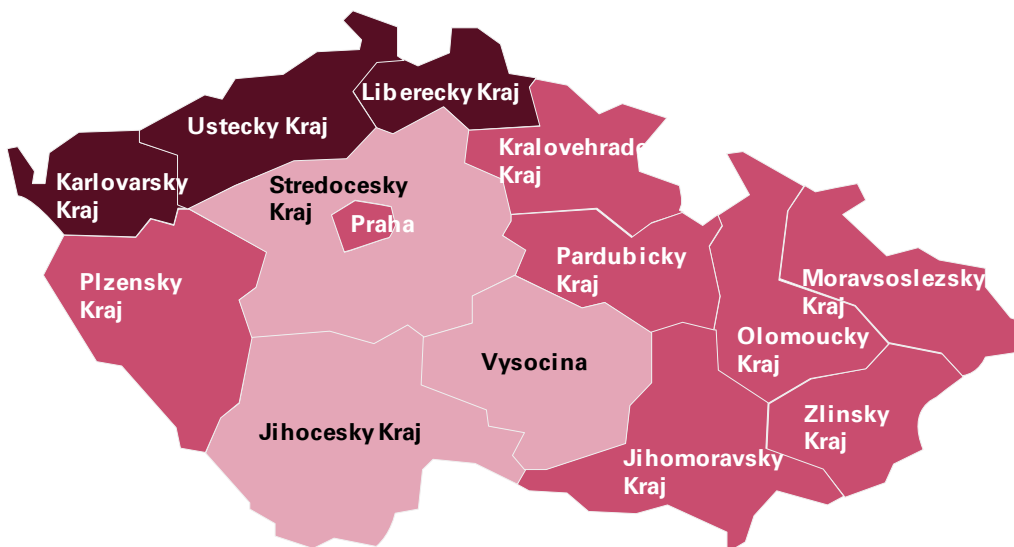 Liberecky Kraj
Ustecky Kraj
Kralovehrade
Kraj
Karlovarsky
Kraj
Stredocesky
Kraj
Praha
Pardubicky
Kraj
Plzensky
Kraj
Moravsoslezsky
Kraj
Olomoucky
Kraj
Vysocina
Zlinsky
Kraj
Jihocesky Kraj
Jihomoravsky
Kraj